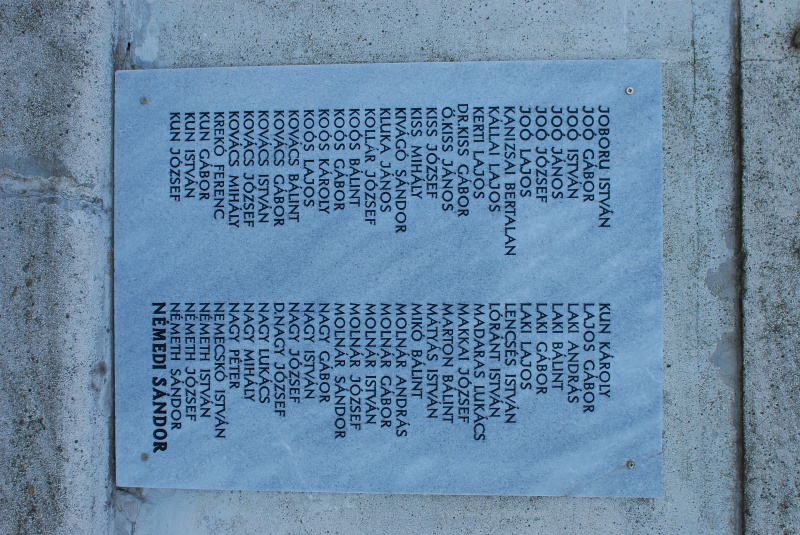 JOBORU ISTVÁN
JOÓ GÁBOR
JOÓ ISTVÁN
JOÓ JÁNOS
JOÓ JÓZSEF
JOÓ LAJOS
KANIZSAI BERTALAN
KÁLLAI LAJOS
KERTI LAJOS
DR.KISS GÁBOR
Ö.KISS JÁNOS
KISS JÓZSEF
KISS MIHÁLY
KIVÁGÓ SÁNDOR
KLUKA JÁNOS
KOLLÁR JÓZSEF
KOÓS BÁLINT
KOÓS GÁBOR
KOÓS KÁROLY
KOÓS LAJOS
KOVÁCS BÁLINT
KOVÁCS GÁBOR
KOVÁCS ISTVÁN
KOVÁCS JÓZSEF
KOVÁCS MIHÁLY
KREKÓ FERENC
KUN GÁBOR
KUN ISTVÁN
KUN JÓZSEF
KUN KÁROLY
LAJOS GÁBOR
LAKI ANDRÁS
LAKI BÁLINT
LAKI GÁBOR
LAKI LAJOS
LENCSÉS ISTVÁN
LÓRÁNT ISTVÁN
MADARAS LUKÁCS
MAKKAI JÓZSEF
MARTON BÁLINT
MÁTYÁS ISTVÁN
MIKÓ BÁLINT
MOLNÁR ANDRÁS
MOLNÁR GÁBOR
MOLNÁR ISTVÁN
MOLNÁR JÓZSEF
MOLNÁR SÁNDOR
NAGY GÁBOR
NAGY ISTVÁN
NAGY JÓZSEF
D.NAGY JÓZSEF
NAGY LUKÁCS
NAGY MIHÁLY
NAGY PÉTER
NEMECSKÓ ISTVÁN
NÉMETH ISTVÁN
NÉMETH JÓZSEF
NÉMETH SÁNDOR
NÉMEDI SÁNDOR